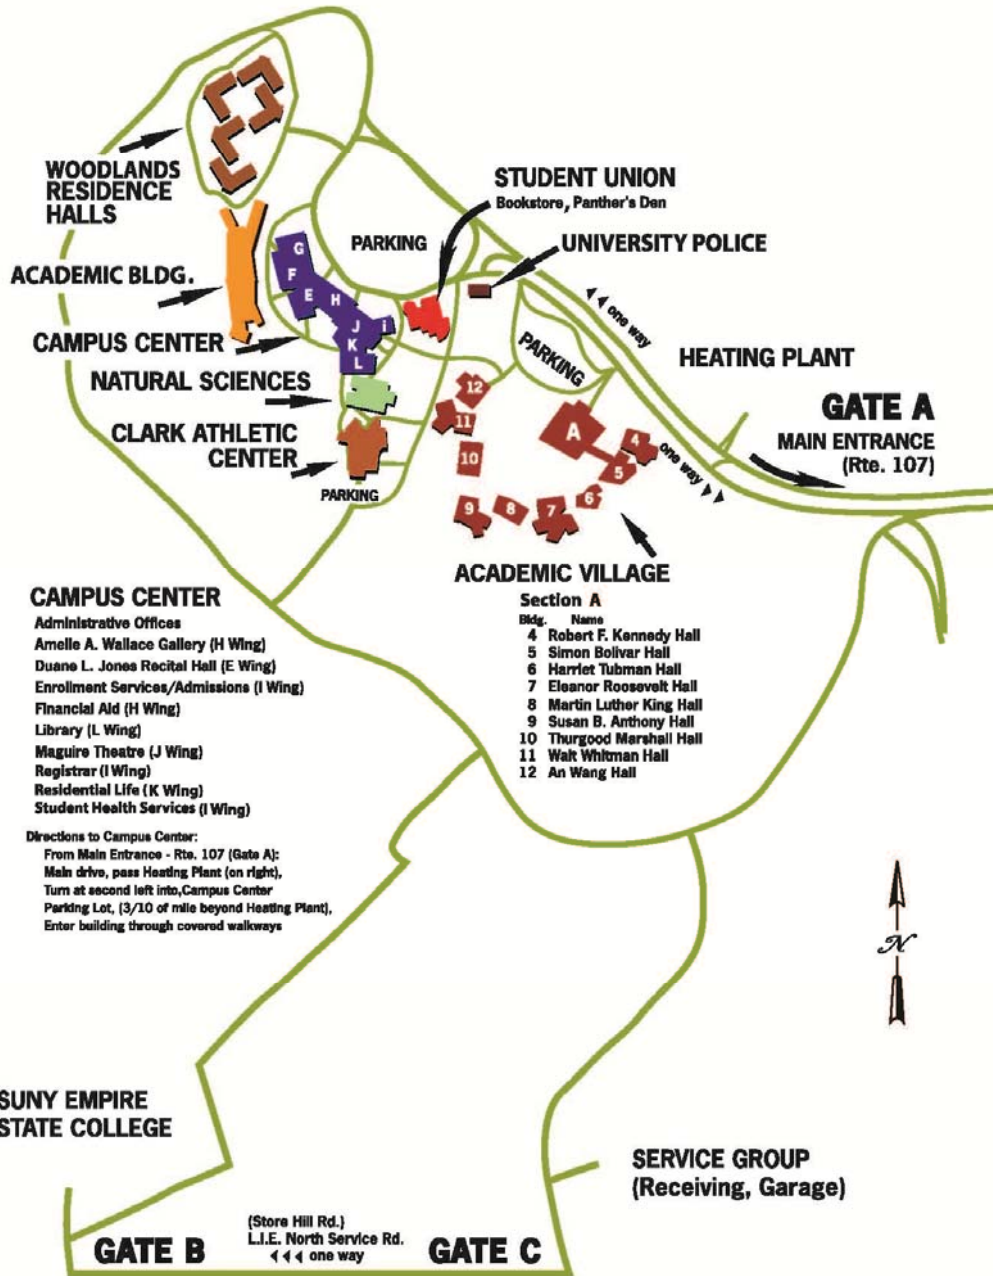 WOODLANDS
RESIDENCE
HALLS
STUDENT UNION
Bookstore, Panther's Den
PARKING
UNIVERSITY POLICE
ACADEMIC BLDG.
G
F
E
H
J
i
K
L
CAMPUS CENTER
one way
PARKING
HEATING PLANT
NATURAL SCIENCES
GATE A
MAIN ENTRANCE
(Rte. 107)
CLARK ATHLETIC
CENTER
PARKING
12
11
10
A
4
5
6
7
8
9
one way
ACADEMIC VILLAGE
Section A
Bldg. Name
4 Robert F. Kennedy Hall
5 Simon Bolivar Hall
6 Harriet Tubman Hall
7 Eleanor Roosevelt Hall
8 Martin Luther King Hall
9 Susan B. Anthony Hall
10 Thurgood Marshall Hall
11 Walt Whitman Hall
12 An Wang Hall
CAMPUS CENTER
Administrative Offices
Amelie A. Wallace Gallery (H Wing)
Duane L. Jones Recital Hall (E Wing)
Enrollment Services/Admissions (I Wing)
Financial Aid (H Wing)
Library (L Wing)
Maguire Theatre (J Wing)
Registrar (I Wing)
Residential Life (K Wing)
Student Health Services (I Wing)
Directions to Campus Center:
From Main Entrance - Rte. 107 (Gate A):
Main drive, pass Heating Plant (on right),
Turn at second left into,Campus Center
Parking Lot, (3/10 of mile beyond Heating Plant),
Enter building through covered walkways
N
SUNY EMPIRE
STATE COLLEGE
SERVICE GROUP
(Receiving, Garage)
GATE B
(Store Hill Rd.)
L.I.E. North Service Rd.
one way
GATE C